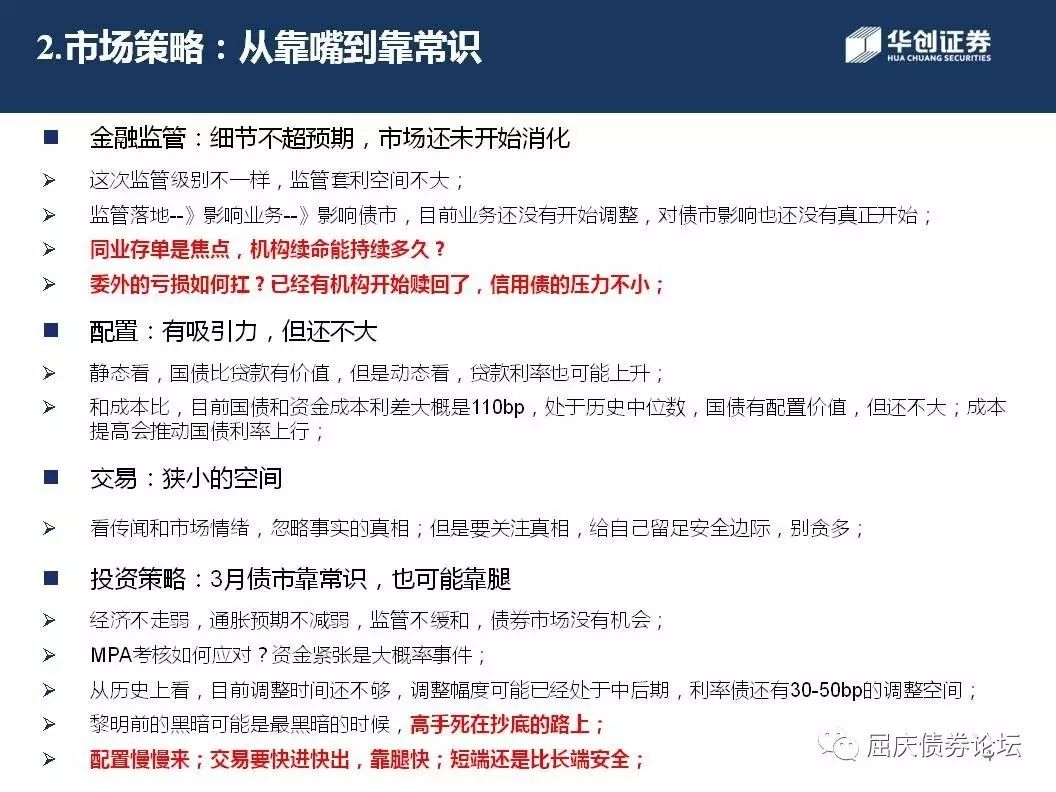 2.市场策略：从靠嘴到靠常识
华创证券
HUA CHUANG SECURITIES
■ 金融监管：细节不超预期，市场还未开始消化
➢ 这次监管级别不一样，监管套利空间不大；
➢ 监管落地--》影响业务--》影响债市，目前业务还没有开始调整，对债市影响也还没有真正开始；
➢ 同业存单是焦点，机构续命能持续多久？
➢ 委外的亏损如何扛？已经有机构开始赎回了，信用债的压力不小；
■ 配置：有吸引力，但还不大
➢ 静态看，国债比贷款有价值，但是动态看，贷款利率也可能上升；
➢ 和成本比，目前国债和资金成本利差大概是110bp，处于历史中位数，国债有配置价值，但还不大；成本
提高会推动国债利率上行；
■ 交易：狭小的空间
➢ 看传闻和市场情绪，忽略事实的真相；但是要关注真相，给自己留足安全边际，别贪多；
■ 投资策略：3月债市靠常识，也可能靠腿
➢ 经济不走弱，通胀预期不减弱，监管不缓和，债券市场没有机会；
➢ MPA考核如何应对？资金紧张是大概率事件；
➢ 从历史上看，目前调整时间还不够，调整幅度可能已经处于中后期，利率债还有30-50bp的调整空间；
➢ 黎明前的黑暗可能是最黑暗的时候，高手死在抄底的路上；
➢ 配置慢慢来；交易要快进快出，靠腿快；短端还是比长端安全；
屈庆债券论坛
4